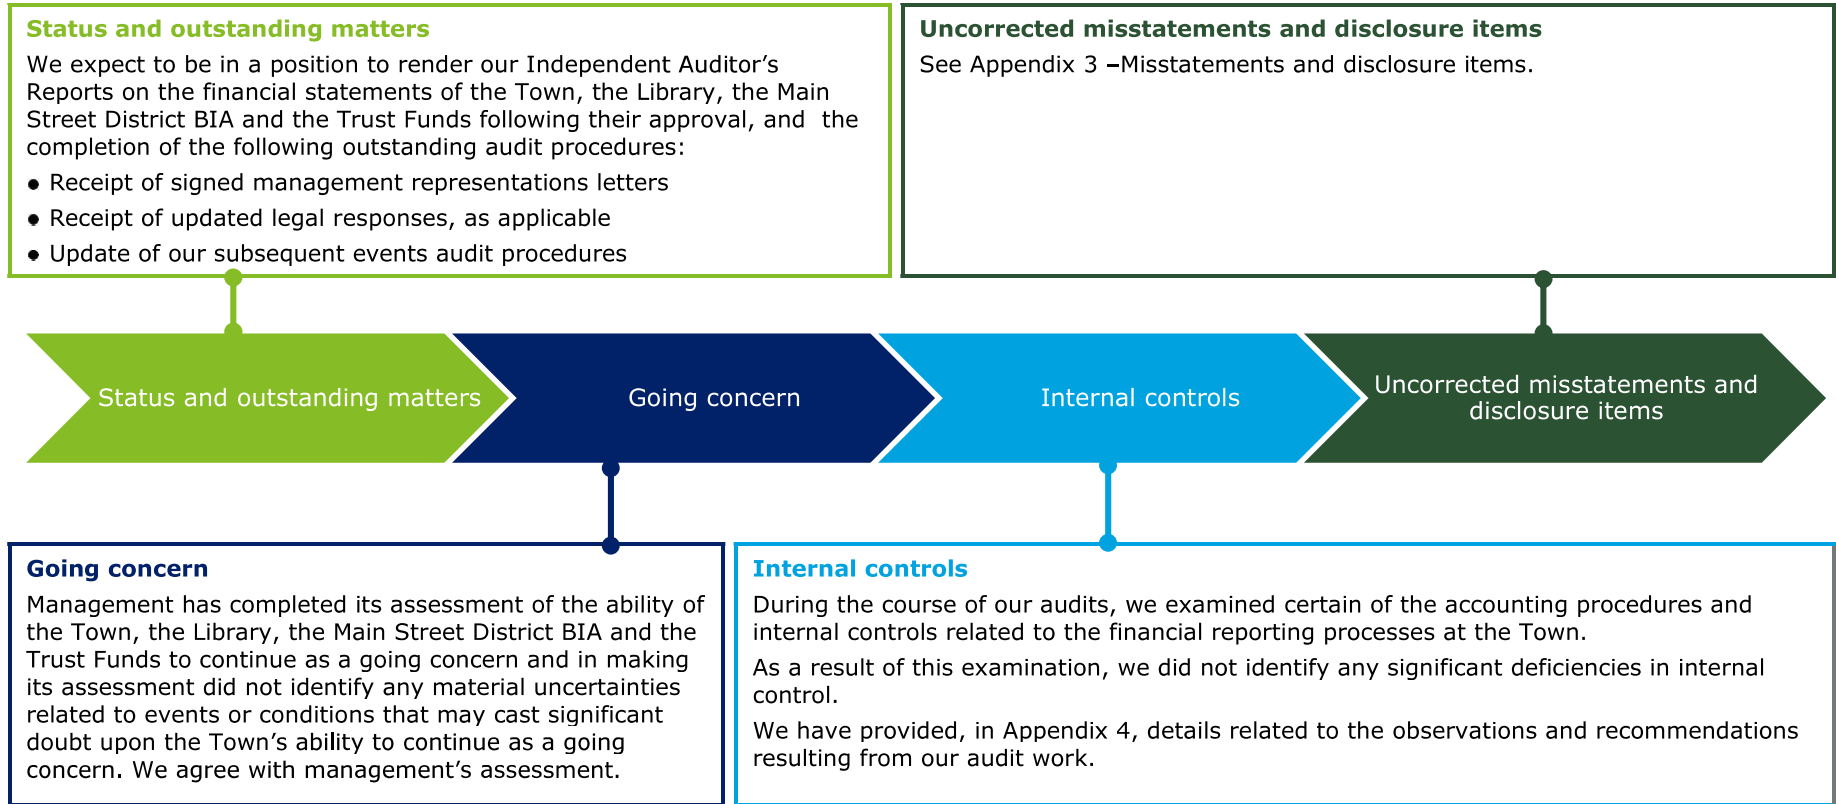 Status and outstanding matters
We expect to be in a position to render our Independent Auditor’s
Reports on the financial statements of the Town, the Library, the Main
Street District BIA and the Trust Funds following their approval, and  the
completion of the following outstanding audit procedures:
● Receipt of signed management representations letters
● Receipt of updated legal responses, as applicable
● Update of our subsequent events audit procedures
Uncorrected misstatements and disclosure items
See Appendix 3 –Misstatements and disclosure items.
Status and outstanding matters
Going concern
Internal controls
Uncorrected misstatements and
disclosure items
Going concern
Management has completed its assessment of the ability of
the Town, the Library, the Main Street District BIA and the
Trust Funds to continue as a going concern and in making
its assessment did not identify any material uncertainties
related to events or conditions that may cast significant
doubt upon the Town’s ability to continue as a going
concern. We agree with management’s assessment.
Internal controls
During the course of our audits, we examined certain of the accounting procedures and
internal controls related to the financial reporting processes at the Town.
As a result of this examination, we did not identify any significant deficiencies in internal
control.
We have provided, in Appendix 4, details related to the observations and recommendations
resulting from our audit work.